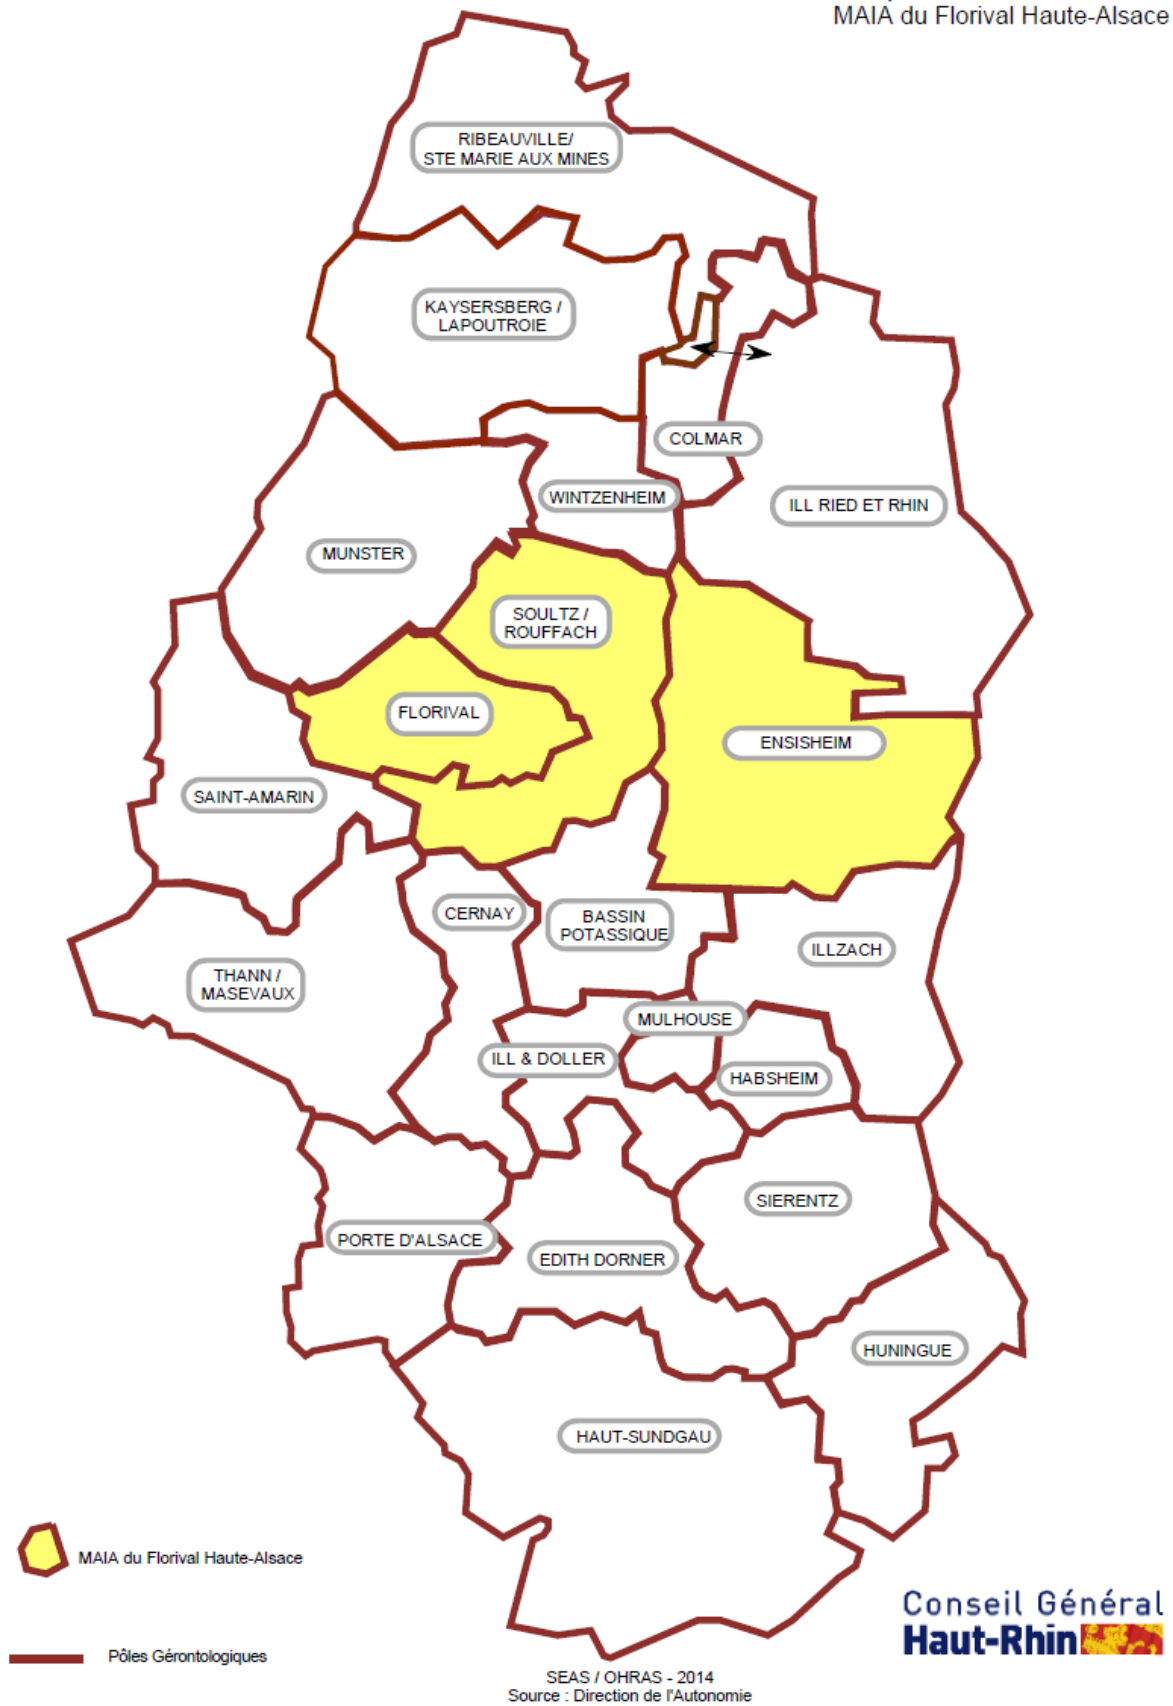 MAIA du Florival Haute-Alsace
RIBEAUVILLE/
STE MARIE AUX MINES
KAYSERSBERG /
LAPOUTROIE
COLMAR
WINTZENHEIM
ILL RIED ET RHIN
MUNSTER
SOULTZ /
ROUFFACH
FLORIVAL
ENSISHEIM
SAINT-AMARIN
CERNAY
BASSIN
POTASSIQUE
ILLZACH
THANN /
MASEVAUX
MULHOUSE
ILL & DOLLER
HABSHEIM
SIERENTZ
PORTE D'ALSACE
EDITH DORNER
HUNINGUE
HAUT-SUNDGAU
MAIA du Florival Haute-Alsace
Pôles Gérontologiques
Conseil Général
Haut-Rhin
SEAS / OHRAS - 2014
Source : Direction de l'Autonomie